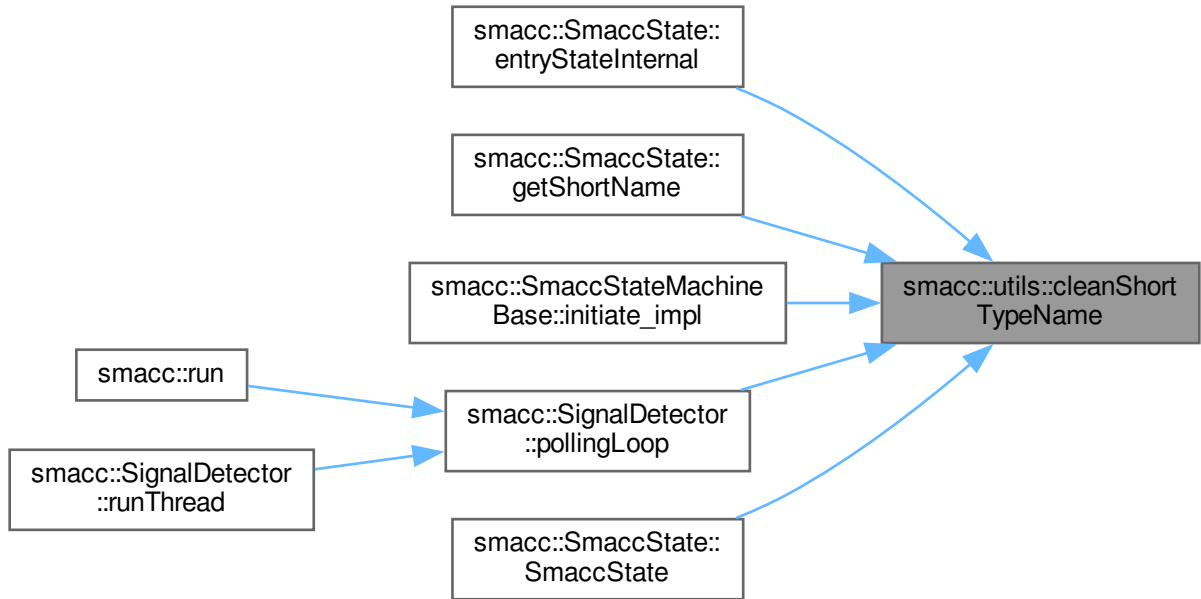 smacc::SmaccState::
entryStateInternal
smacc::SmaccState::
getShortName
smacc::SmaccStateMachine
Base::initiate_impl
smacc::utils::cleanShort
TypeName
smacc::run
smacc::SignalDetector
::pollingLoop
smacc::SignalDetector
::runThread
smacc::SmaccState::
SmaccState